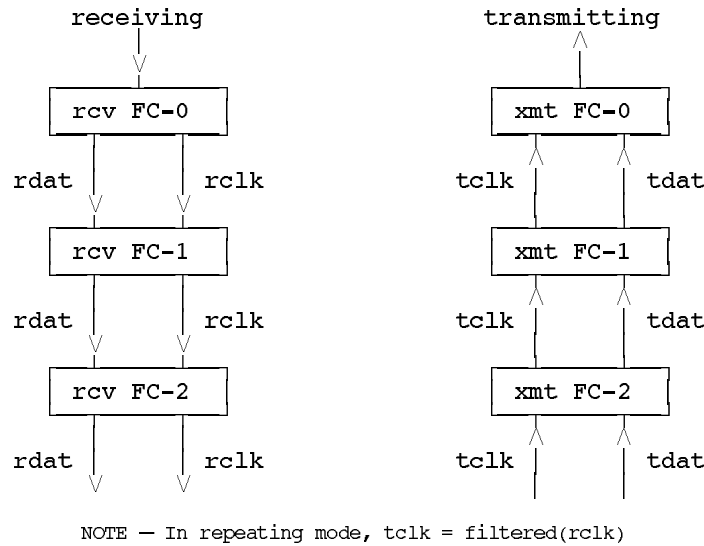 receiving transmitting
rcv FC-0 xmt FC-0
rdat rclk tclk tdat
rcv FC-1 xmt FC-1
rdat rclk tclk tdat
rcv FC-2 xmt FC-2
rdat rclk tclk tdat
NOTE — In repeating mode, tclk = filtered(rclk)